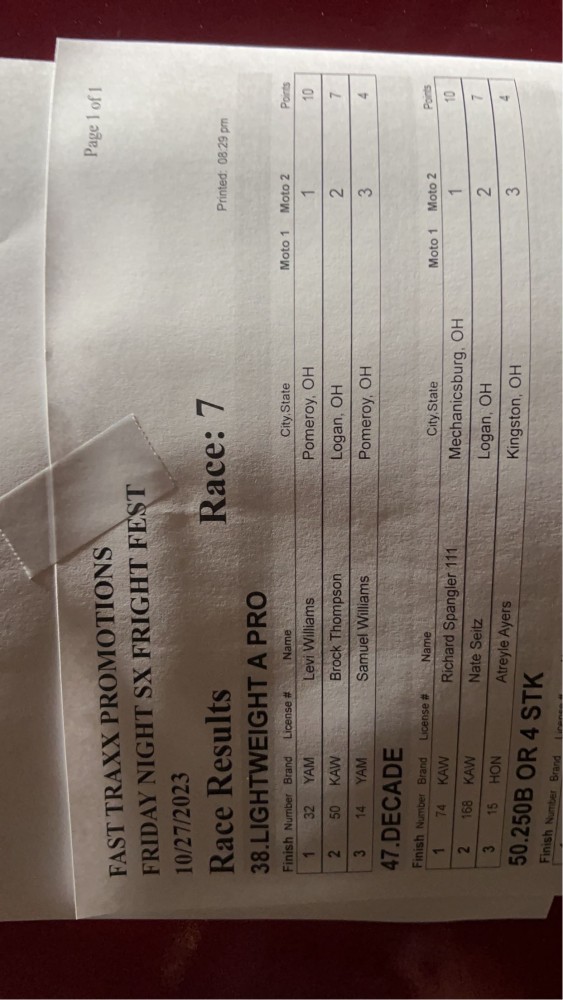 Page 1 of 1
FAST TRAXX PROMOTIONS
FRIDAY NIGHT SX FRIGHT FEST
10/27/2023
Race Results Race: 7 Printed: 08:29 pm
38.LIGHTWEIGHT A PRO
Finish Number Brand License # Name City,State Moto 1 Moto 2 Points
1 32 YAM Levi Williams Pomeroy, OH 1 10
2 50 KAW Brock Thompson Logan, OH 2 7
3 14 YAM Samuel Williams Pomeroy, OH 3 4
47.DECADE
Finish Number Brand License # Name City,State Moto 1 Moto 2 Points
1 74 KAW Richard Spangler 111 Mechanicsburg, OH 1 10
2 168 KAW Nate Seitz Logan, OH 2 7
3 15 HON Atreyle Ayers Kingston, OH 3 4
50.250B OR 4 STK
Finish Number Brand License #